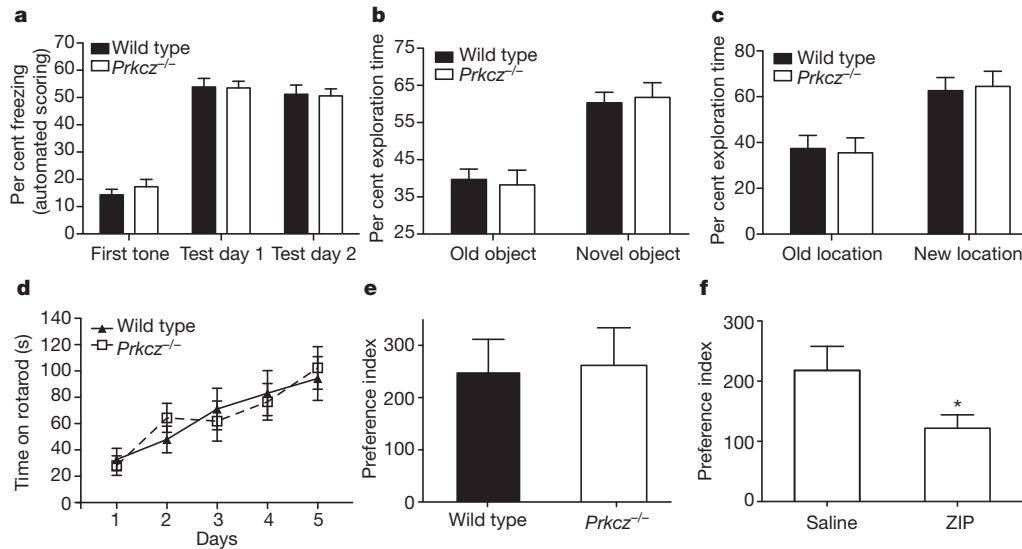 a
Per cent freezing
(automated scoring)
70
60
50
40
30
20
10
0
Wild type
Prkcz–/–
First tone
Test day 1
Test day 2
b
Per cent exploration time
75
65
55
45
35
25
Wild type
Prkcz–/–
Old object
Novel object
c
Per cent exploration time
80
60
40
20
0
Wild type
Prkcz–/–
Old location
New location
d
Time on rotarod (s)
140
120
100
80
60
40
20
0
Wild type
Prkcz–/–
1
2
3
4
5
Days
e
Preference index
300
200
100
0
Wild type
Prkcz–/–
f
Preference index
300
200
100
0
*
Saline
ZIP